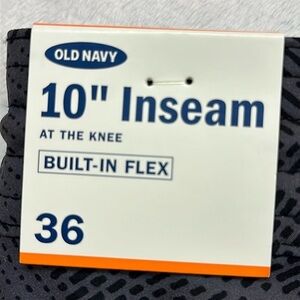 OLD NAVY
10" Inseam
AT THE KNEE
BUILT-IN FLEX
36